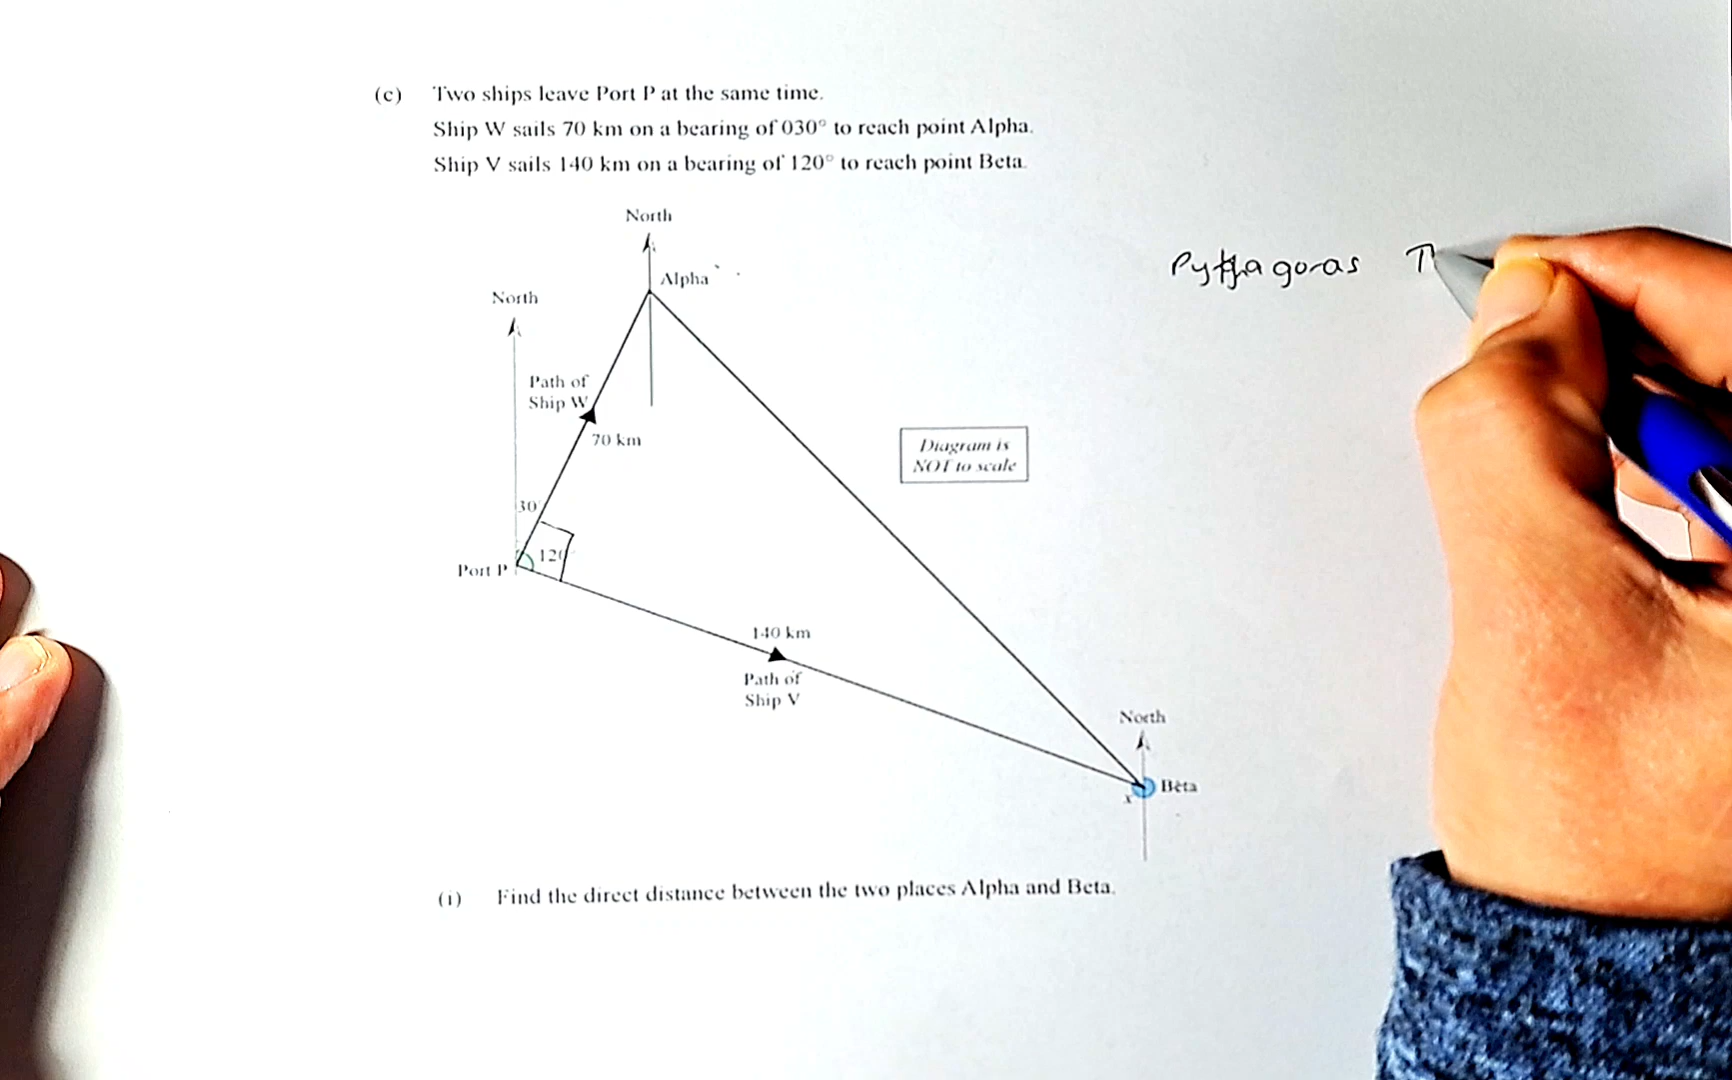 (c) Two ships leave Port P at the same time.
Ship W sails 70 km on a bearing of 030° to reach point Alpha.
Ship V sails 140 km on a bearing of 120° to reach point Beta.
North
Alpha
North
Pythagoras
Path of
Ship W
70 km
Diagram is
NOT to scale
30
120
Port P
140 km
Path of
Ship V
North
Beta
x
(i) Find the direct distance between the two places Alpha and Beta.